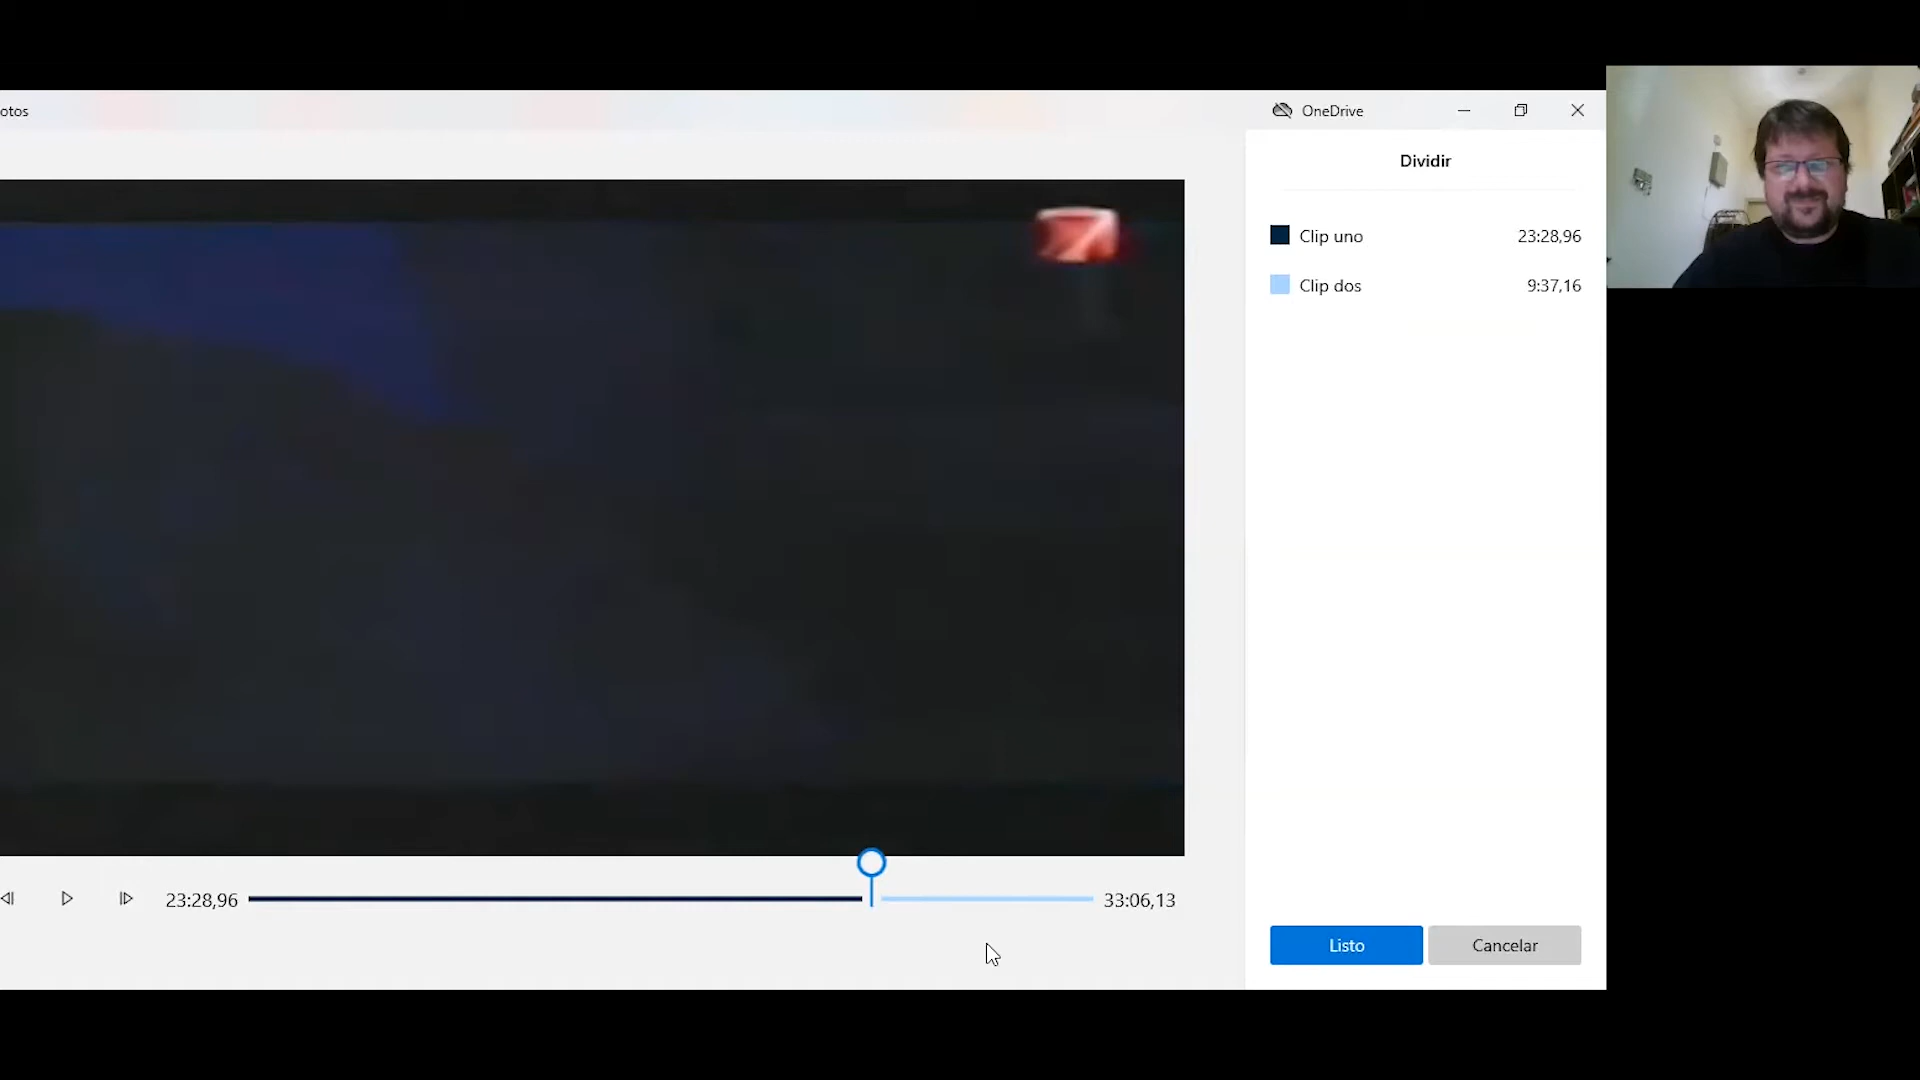 otos
OneDrive
Dividir
Clip uno 23:28,96
Clip dos 9:37,16
23:28,96 33:06,13
Listo Cancelar